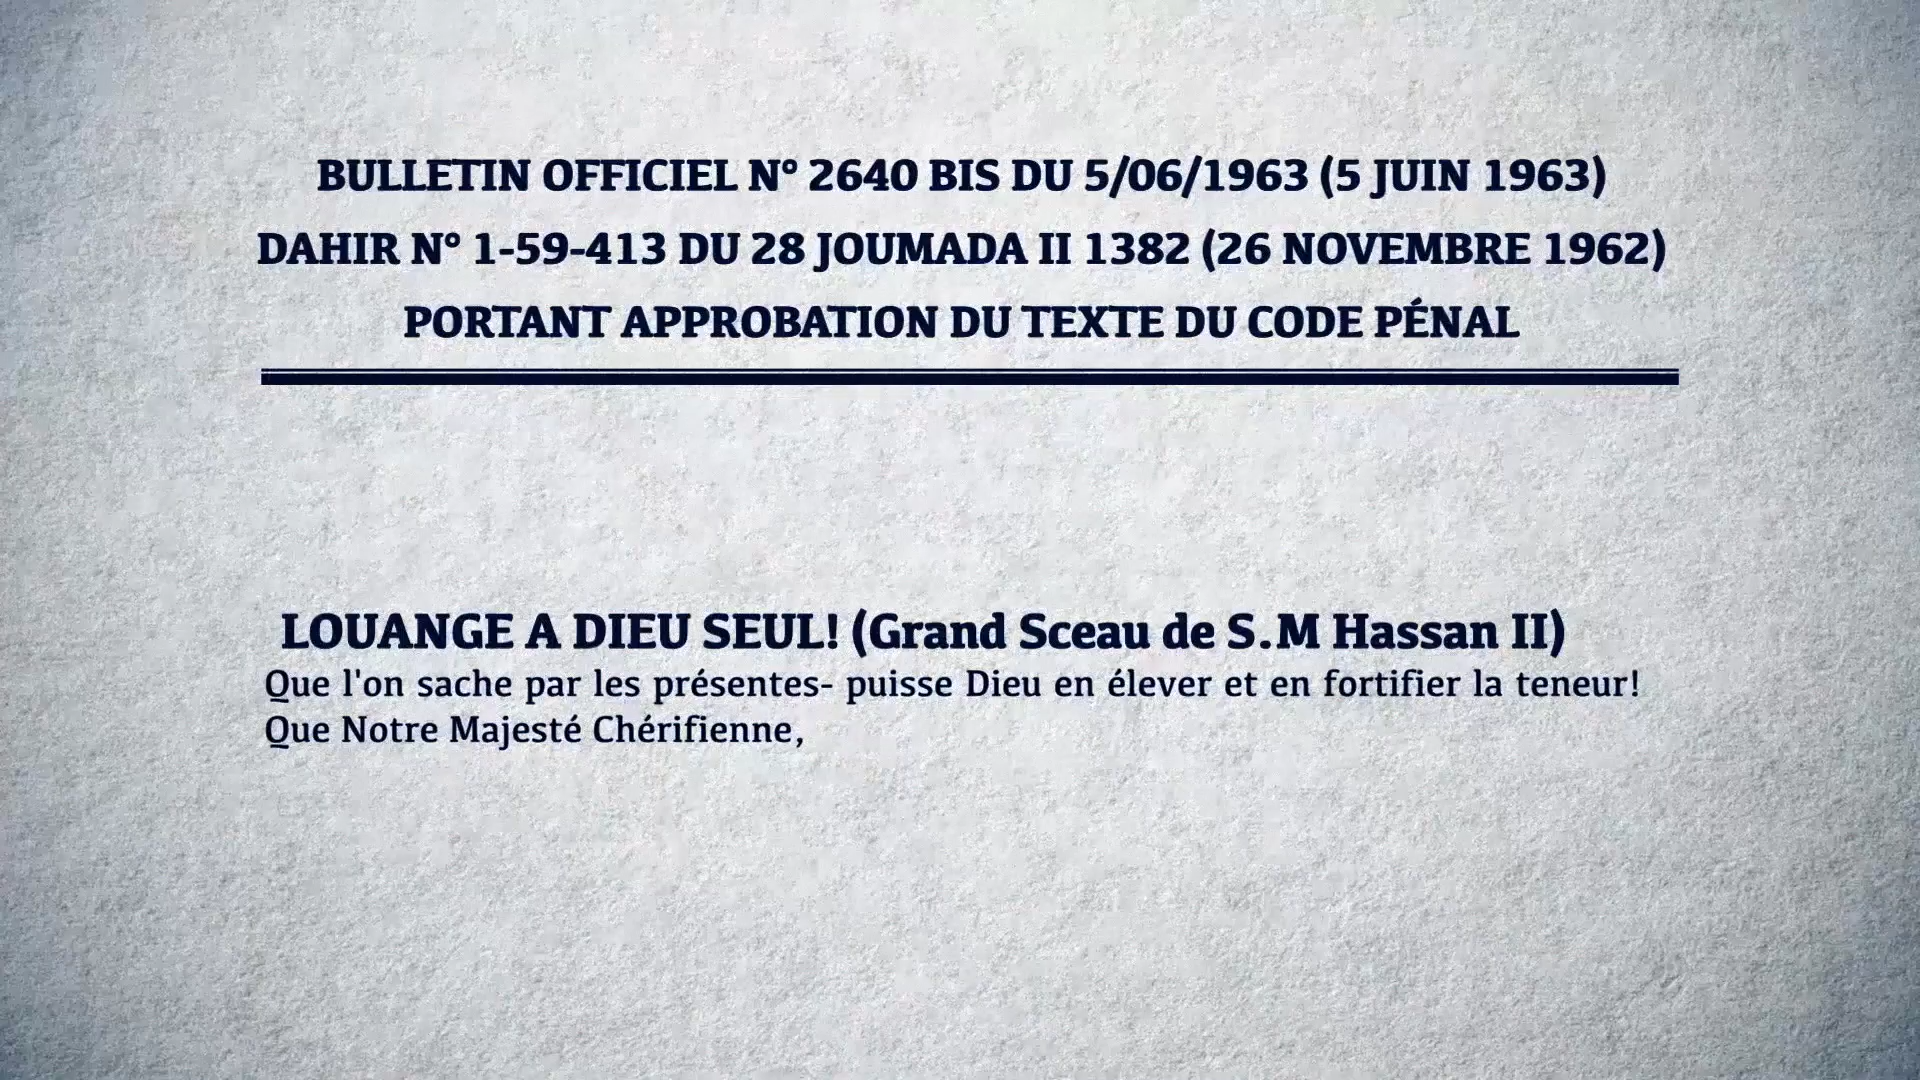 BULLETIN OFFICIEL N° 2640 BIS DU 5/06/1963 (5 JUIN 1963)
DAHIR N° 1-59-413 DU 28 JOUMADA II 1382 (26 NOVEMBRE 1962)
PORTANT APPROBATION DU TEXTE DU CODE PÉNAL
LOUANGE A DIEU SEUL! (Grand Sceau de S.M Hassan II)
Que l'on sache par les présentes- puisse Dieu en élever et en fortifier la teneur!
Que Notre Majesté Chérifienne,